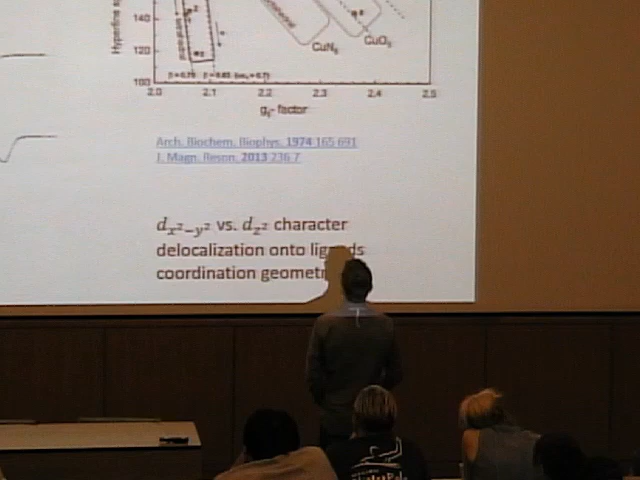 140
120
100
2.0 2.1 2.2 2.3 2.4 2.5
g∥- factor
Hyperfine
CuN₄
CuO₅
Arch. Biochem. Biophys. 1974 165 691
J. Magn. Reson. 2013 236 7
dx²−y² vs. dz² character
delocalization onto ligands
coordination geometr